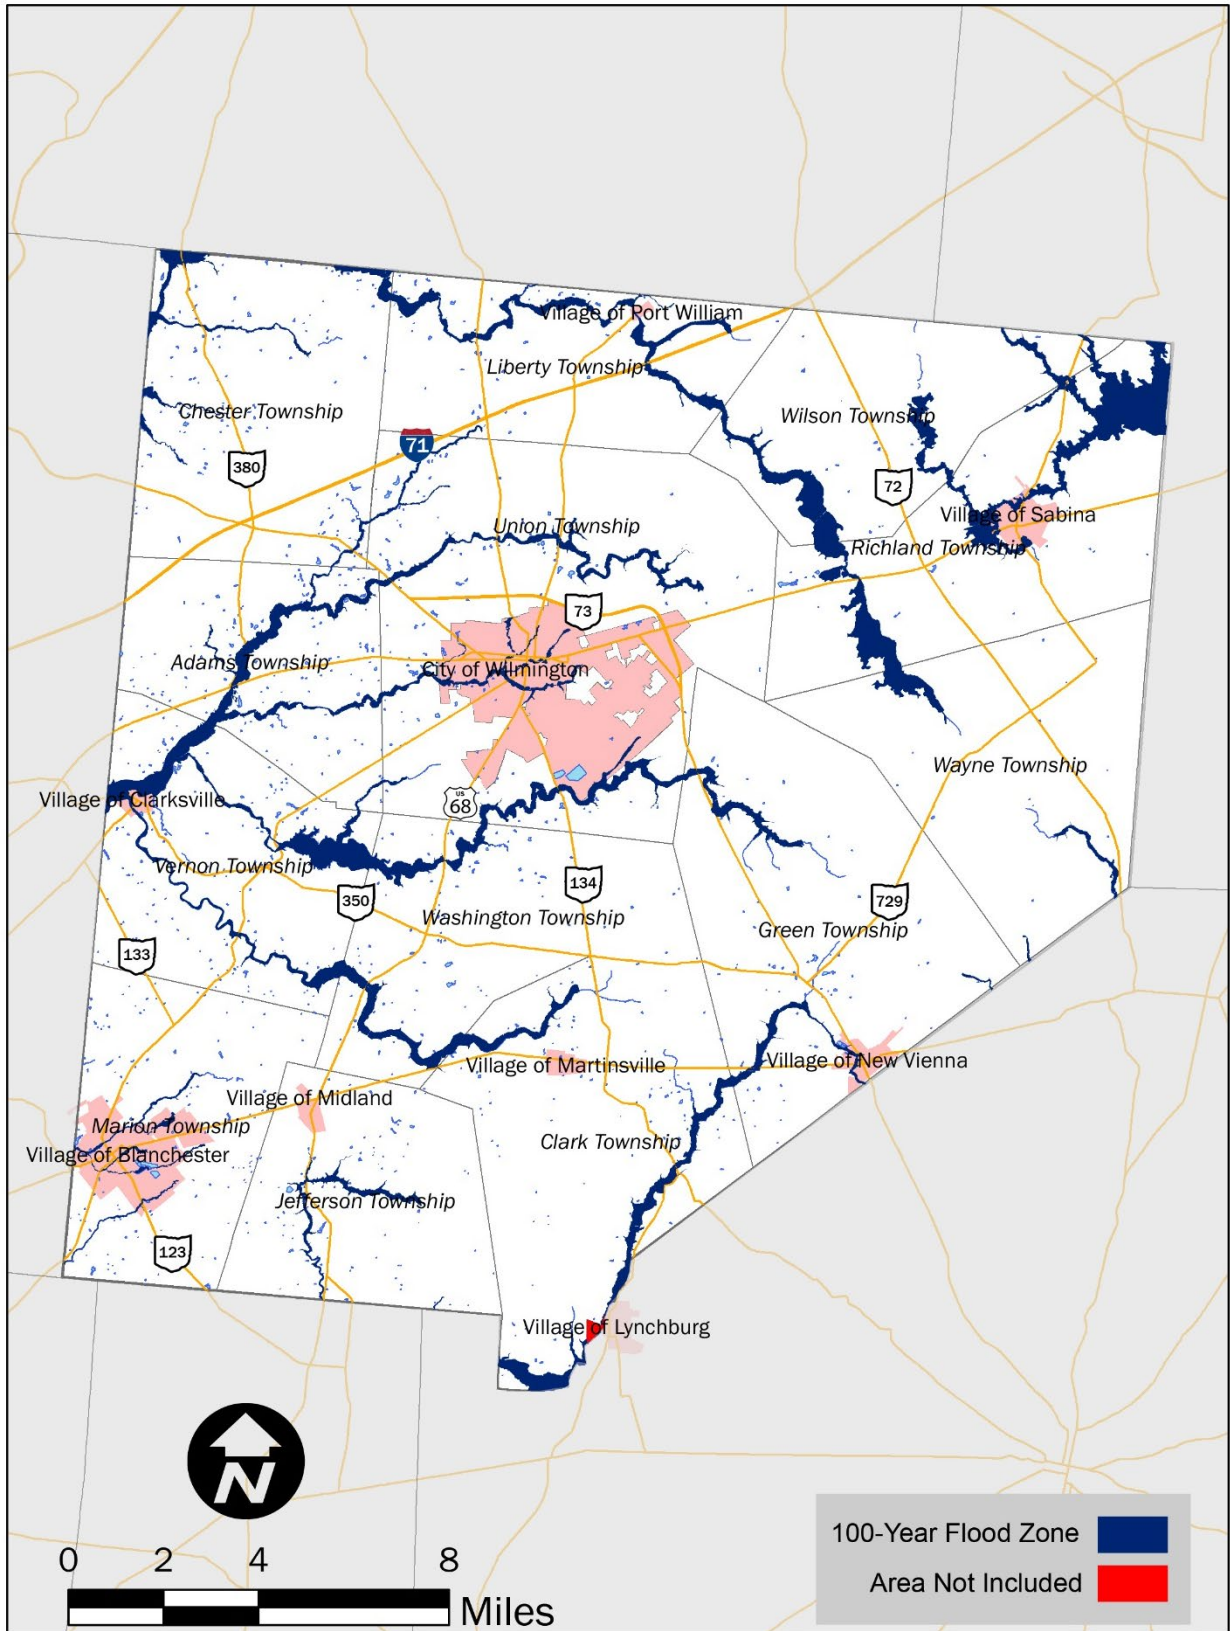 Village of Port William
Liberty Township
Chester Township
Wilson Township
71
380
72
Village of Sabina
Union Township
Richland Township
73
Adams Township
City of Wilmington
Wayne Township
Village of Clarksville
US
68
Vernon Township
134
350
729
Washington Township
Green Township
133
Village of New Vienna
Village of Martinsville
Village of Midland
Marion Township
Clark Township
Village of Blanchester
Jefferson Township
123
Village of Lynchburg
N
100-Year Flood Zone
0 2 4 8
Area Not Included
Miles